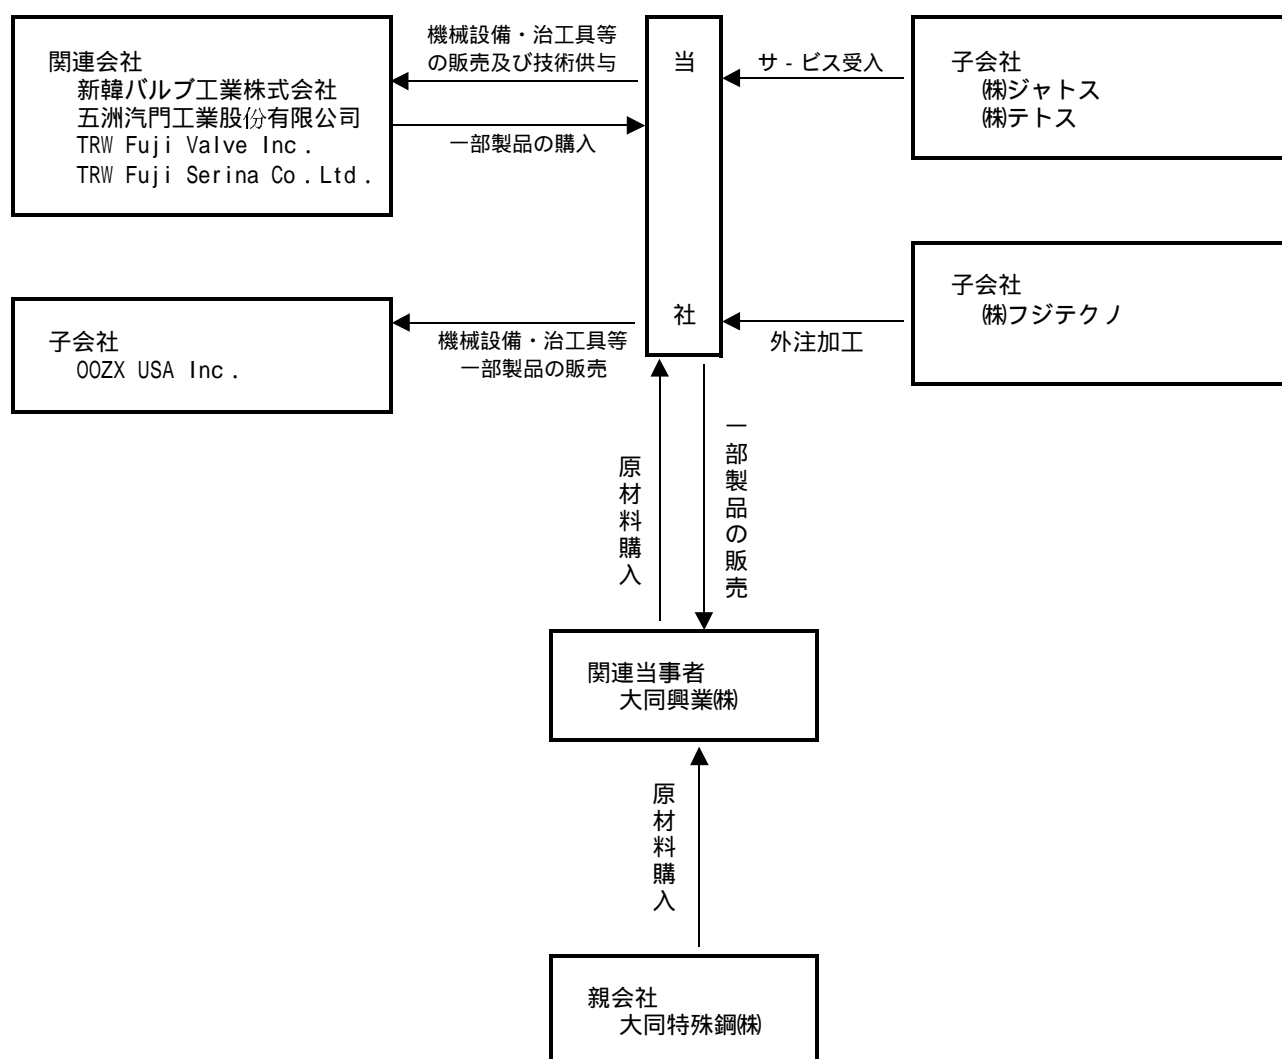 関連会社
新韓バルブ工業株式会社
五洲汽門工業股份有限公司
TRW Fuji Valve Inc.
TRW Fuji Serina Co. Ltd.
機械設備・治工具等
の販売及び技術供与
一部製品の購入
当
社
サ-ビス受入
子会社
㈱ジャトス
㈱テトス
子会社
OOZX USA Inc.
機械設備・治工具等
一部製品の販売
外注加工
子会社
㈱フジテクノ
原材料購入
一部製品の販売
関連当事者
大同興業㈱
原材料購入
親会社
大同特殊鋼㈱